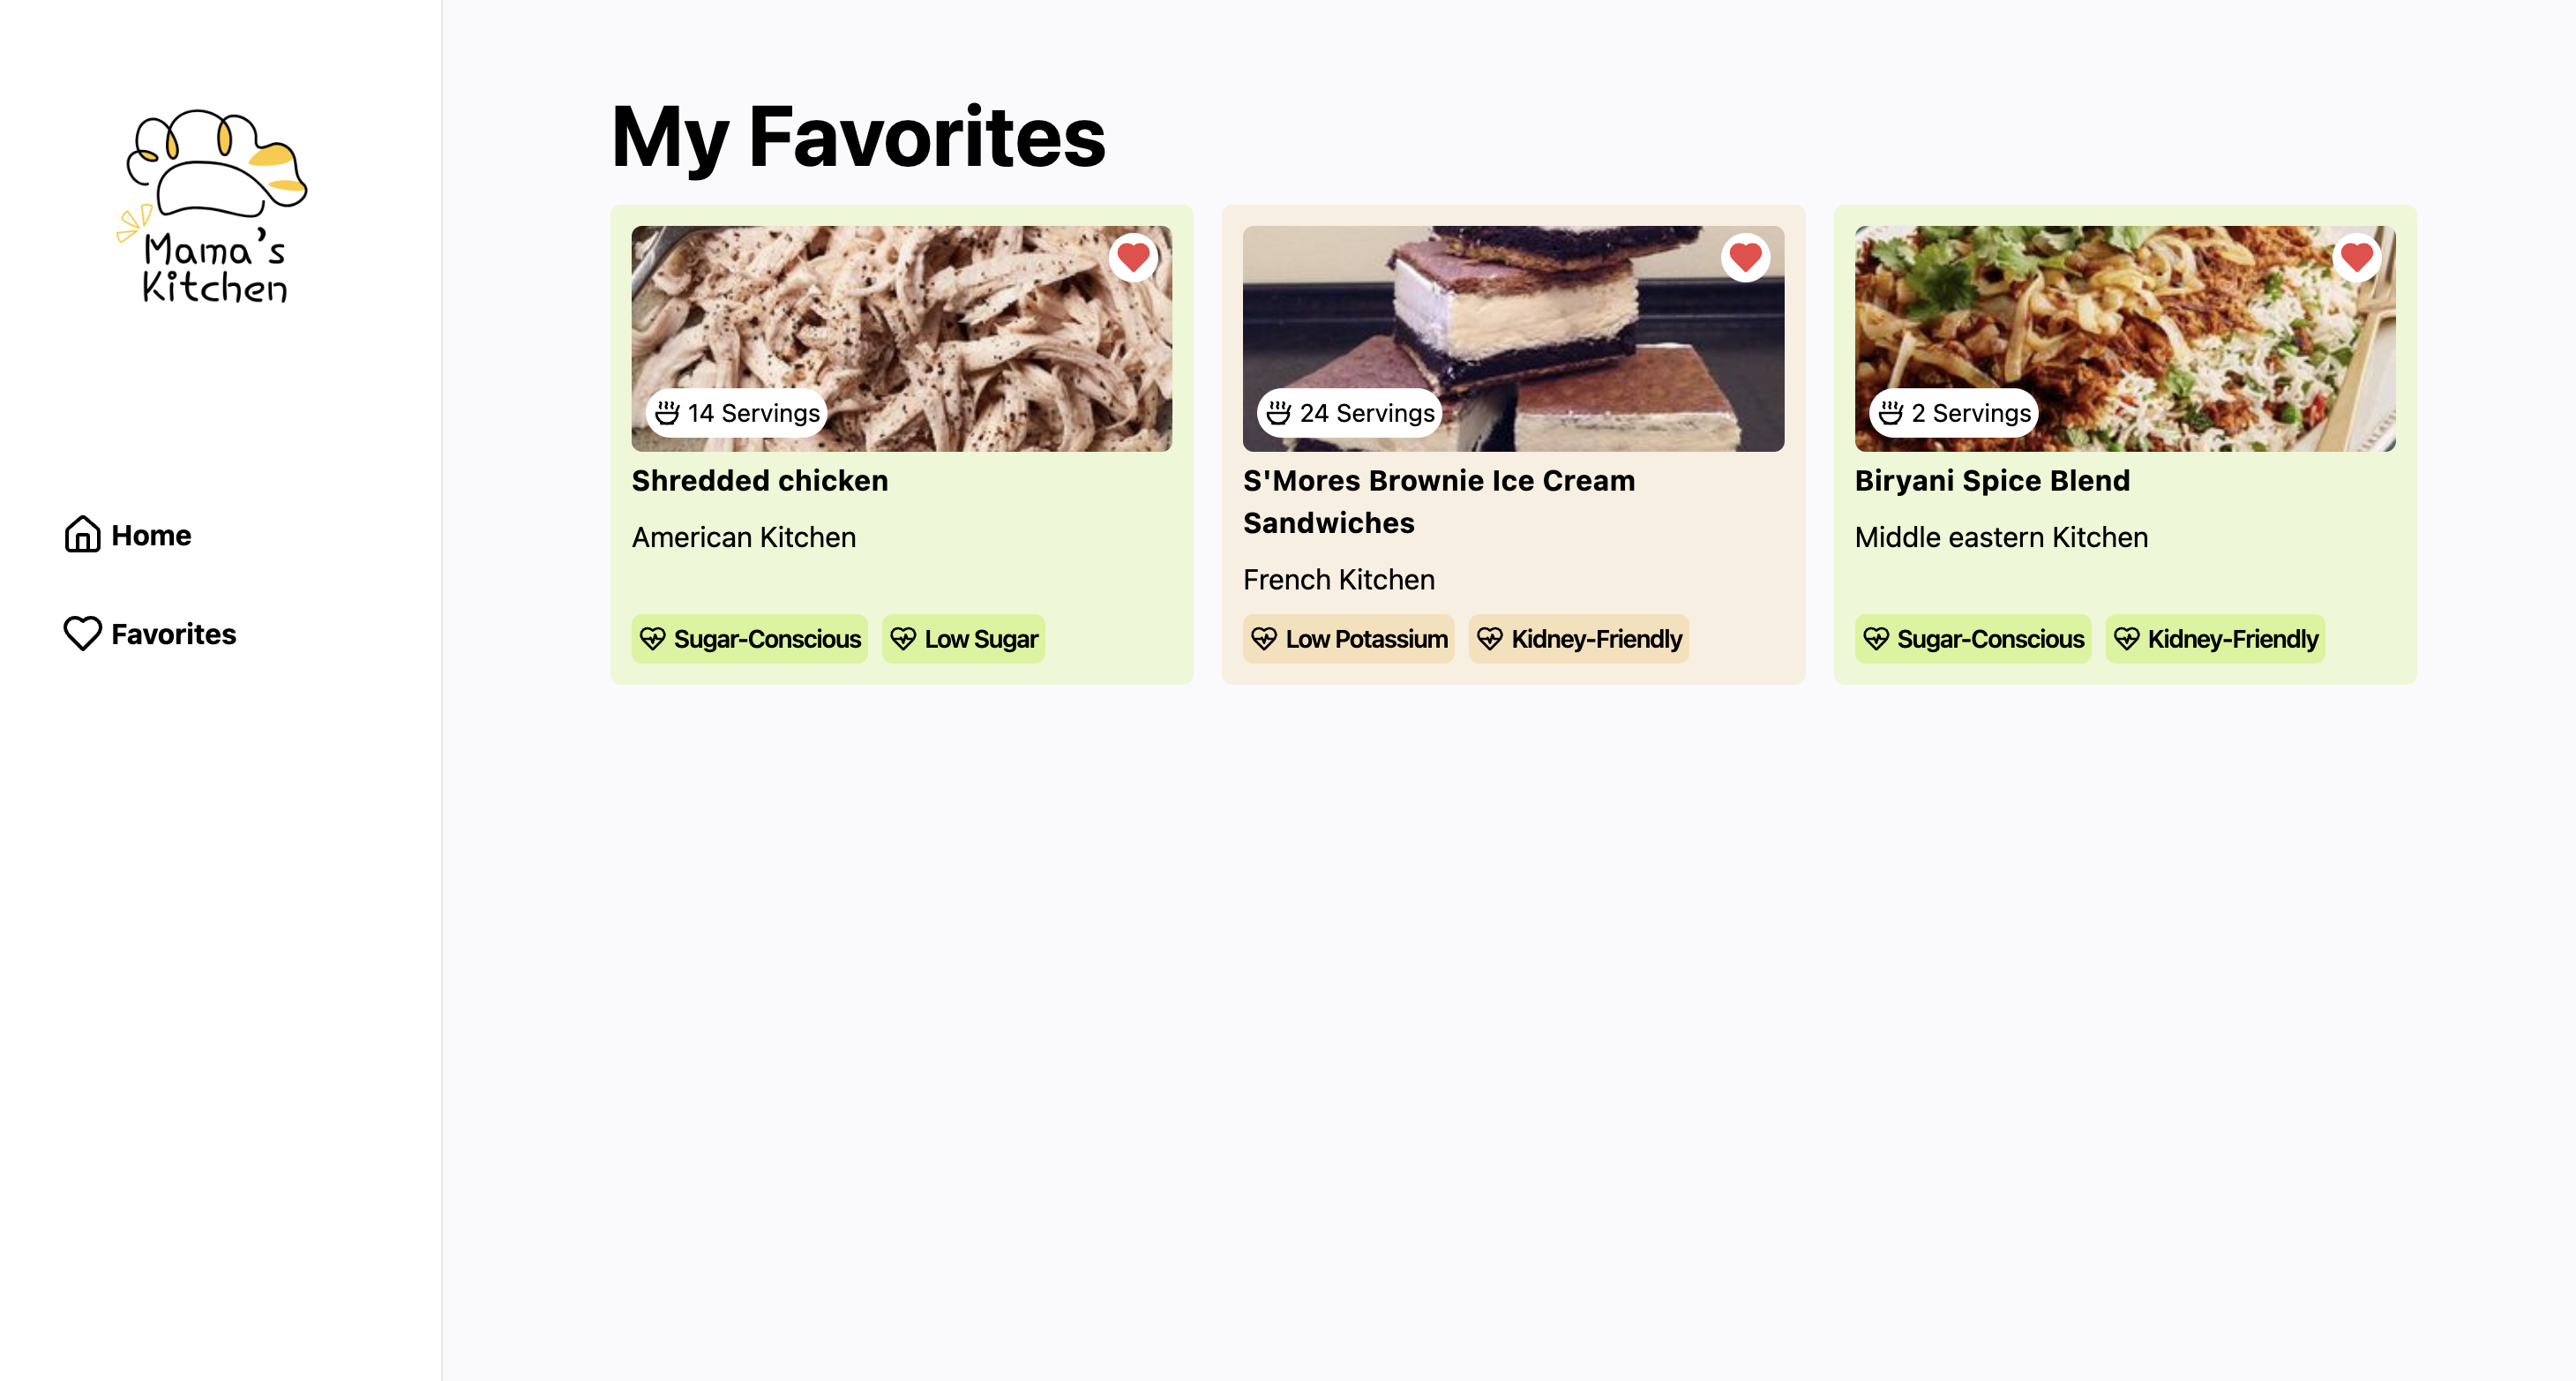 Mama's
Kitchen
Home
Favorites
My Favorites
14 Servings
Shredded chicken
American Kitchen
Sugar-Conscious
Low Sugar
24 Servings
S'Mores Brownie Ice Cream
Sandwiches
French Kitchen
Low Potassium
Kidney-Friendly
2 Servings
Biryani Spice Blend
Middle eastern Kitchen
Sugar-Conscious
Kidney-Friendly